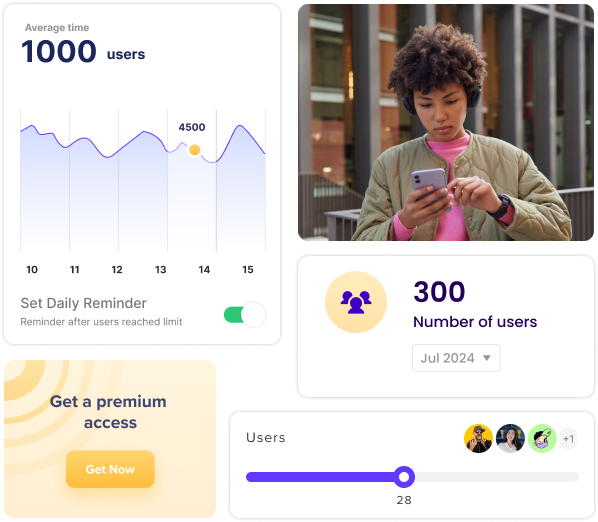 Average time
1000 users
4500
10 11 12 13 14 15
Set Daily Reminder
Reminder after users reached limit
300
Number of users
Jul 2024
Get a premium
access
Get Now
Users
+1
28